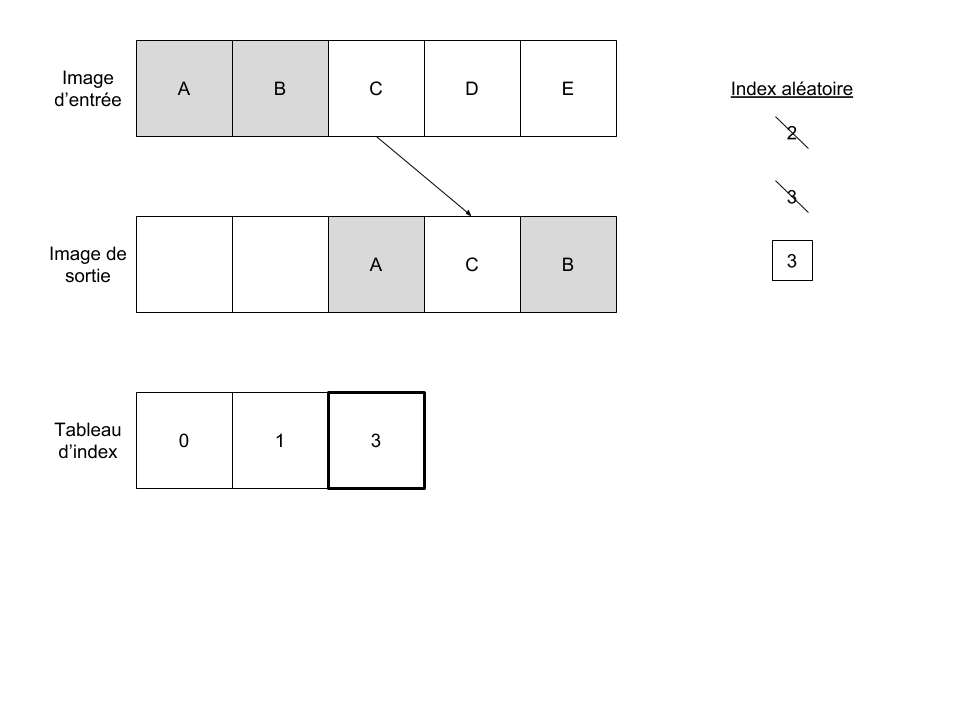 Image
d'entrée
A
B
C
D
E
Index aléatoire
2
3
3
Image de
sortie
A
C
B
Tableau
d'index
0
1
3